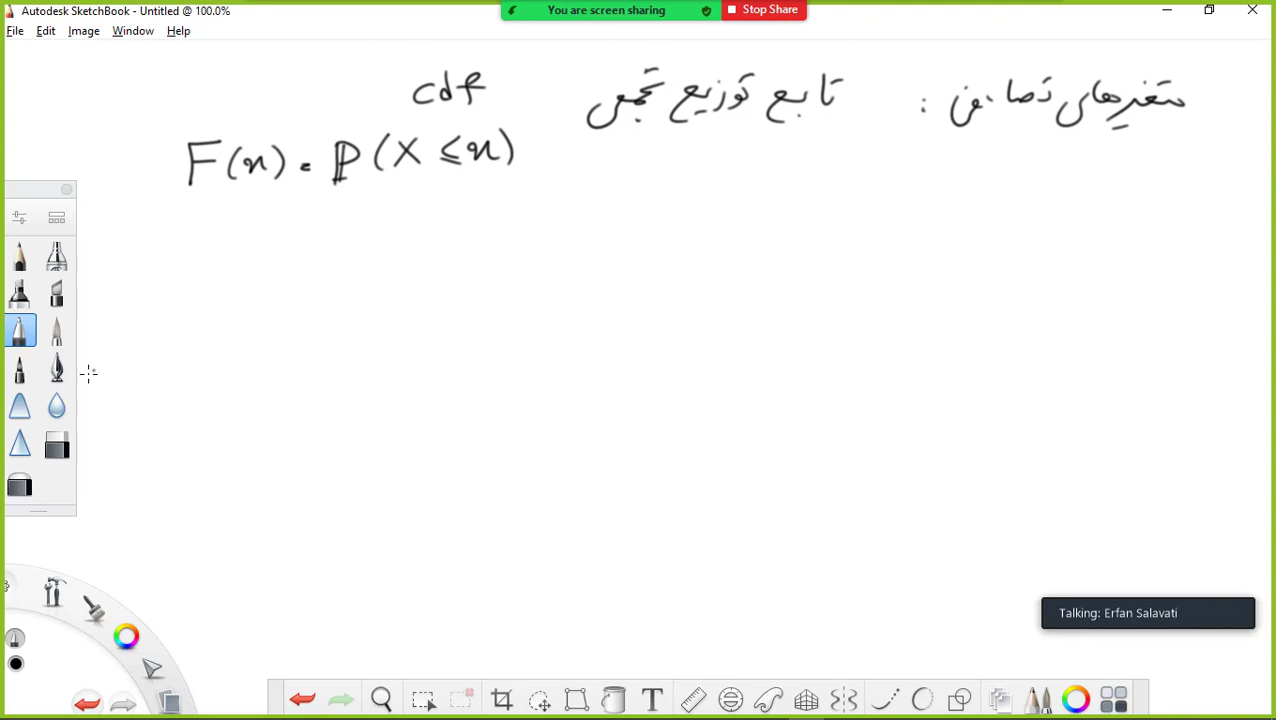 Autodesk SketchBook - Untitled @ 100.0%
You are screen sharing Stop Share
File Edit Image Window Help
متغیرهای تصادفی : تابع توزیع تجمعی cdf
F(x) = P(X ≤ x)
Talking: Erfan Salavati
T